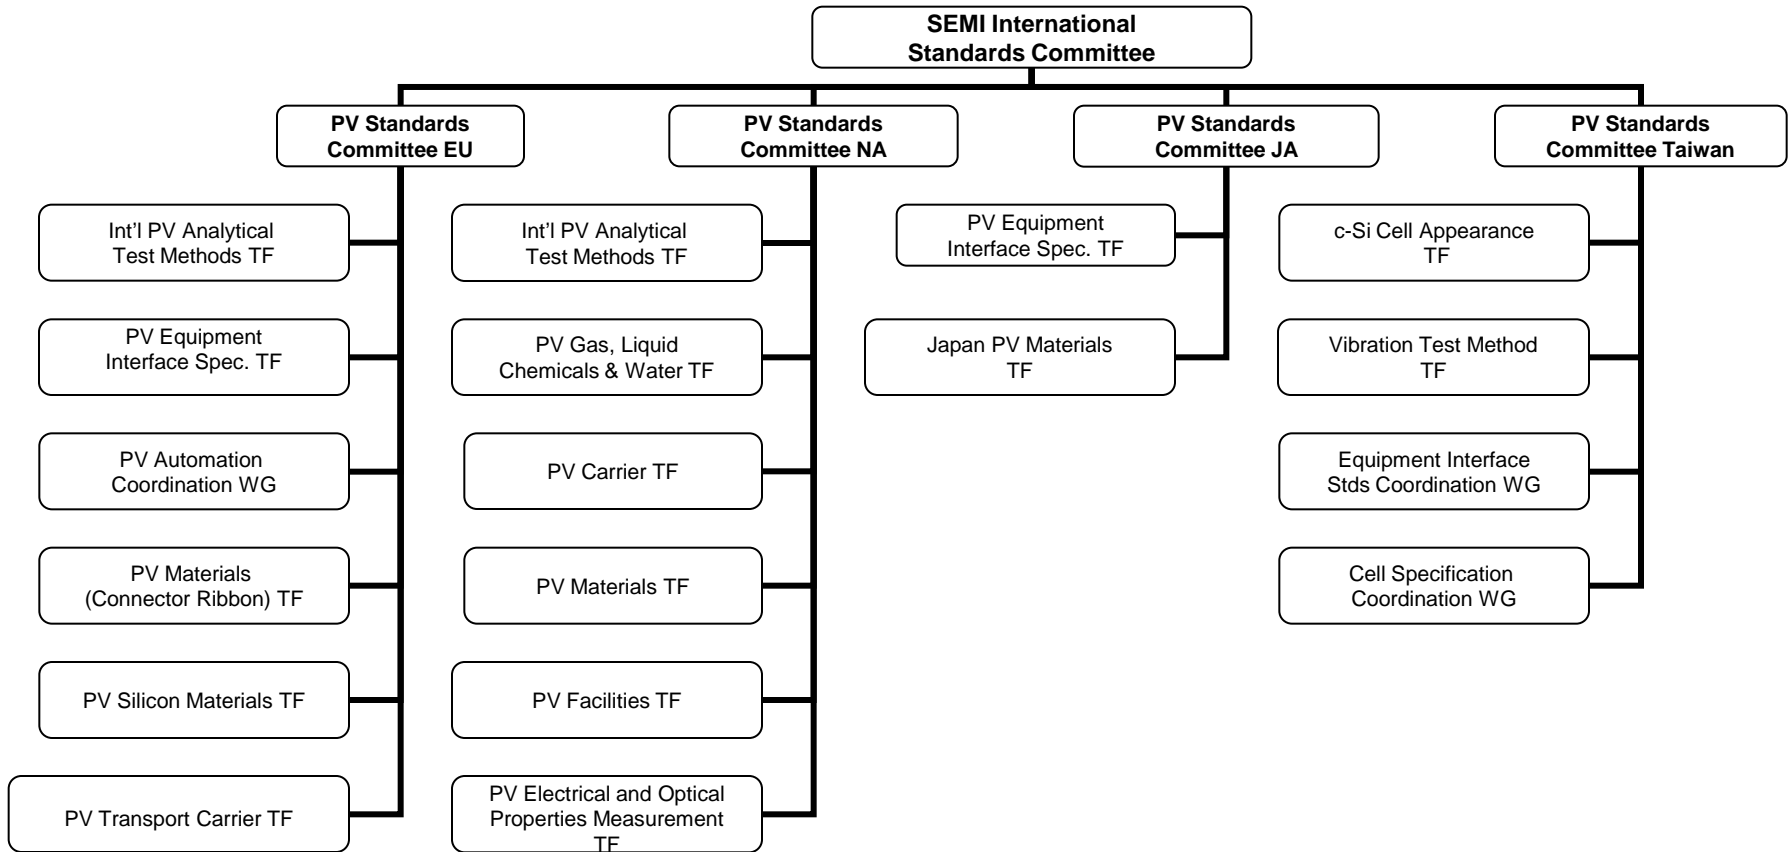 SEMI International
Standards Committee
PV Standards
Committee EU
PV Standards
Committee NA
PV Standards
Committee JA
PV Standards
Committee Taiwan
Int’l PV Analytical
Test Methods TF
PV Equipment
Interface Spec. TF
PV Automation
Coordination WG
PV Materials
(Connector Ribbon) TF
PV Silicon Materials TF
PV Transport Carrier TF
Int’l PV Analytical
Test Methods TF
PV Gas, Liquid
Chemicals & Water TF
PV Carrier TF
PV Materials TF
PV Facilities TF
PV Electrical and Optical
Properties Measurement
TF
PV Equipment
Interface Spec. TF
Japan PV Materials
TF
c-Si Cell Appearance
TF
Vibration Test Method
TF
Equipment Interface
Stds Coordination WG
Cell Specification
Coordination WG